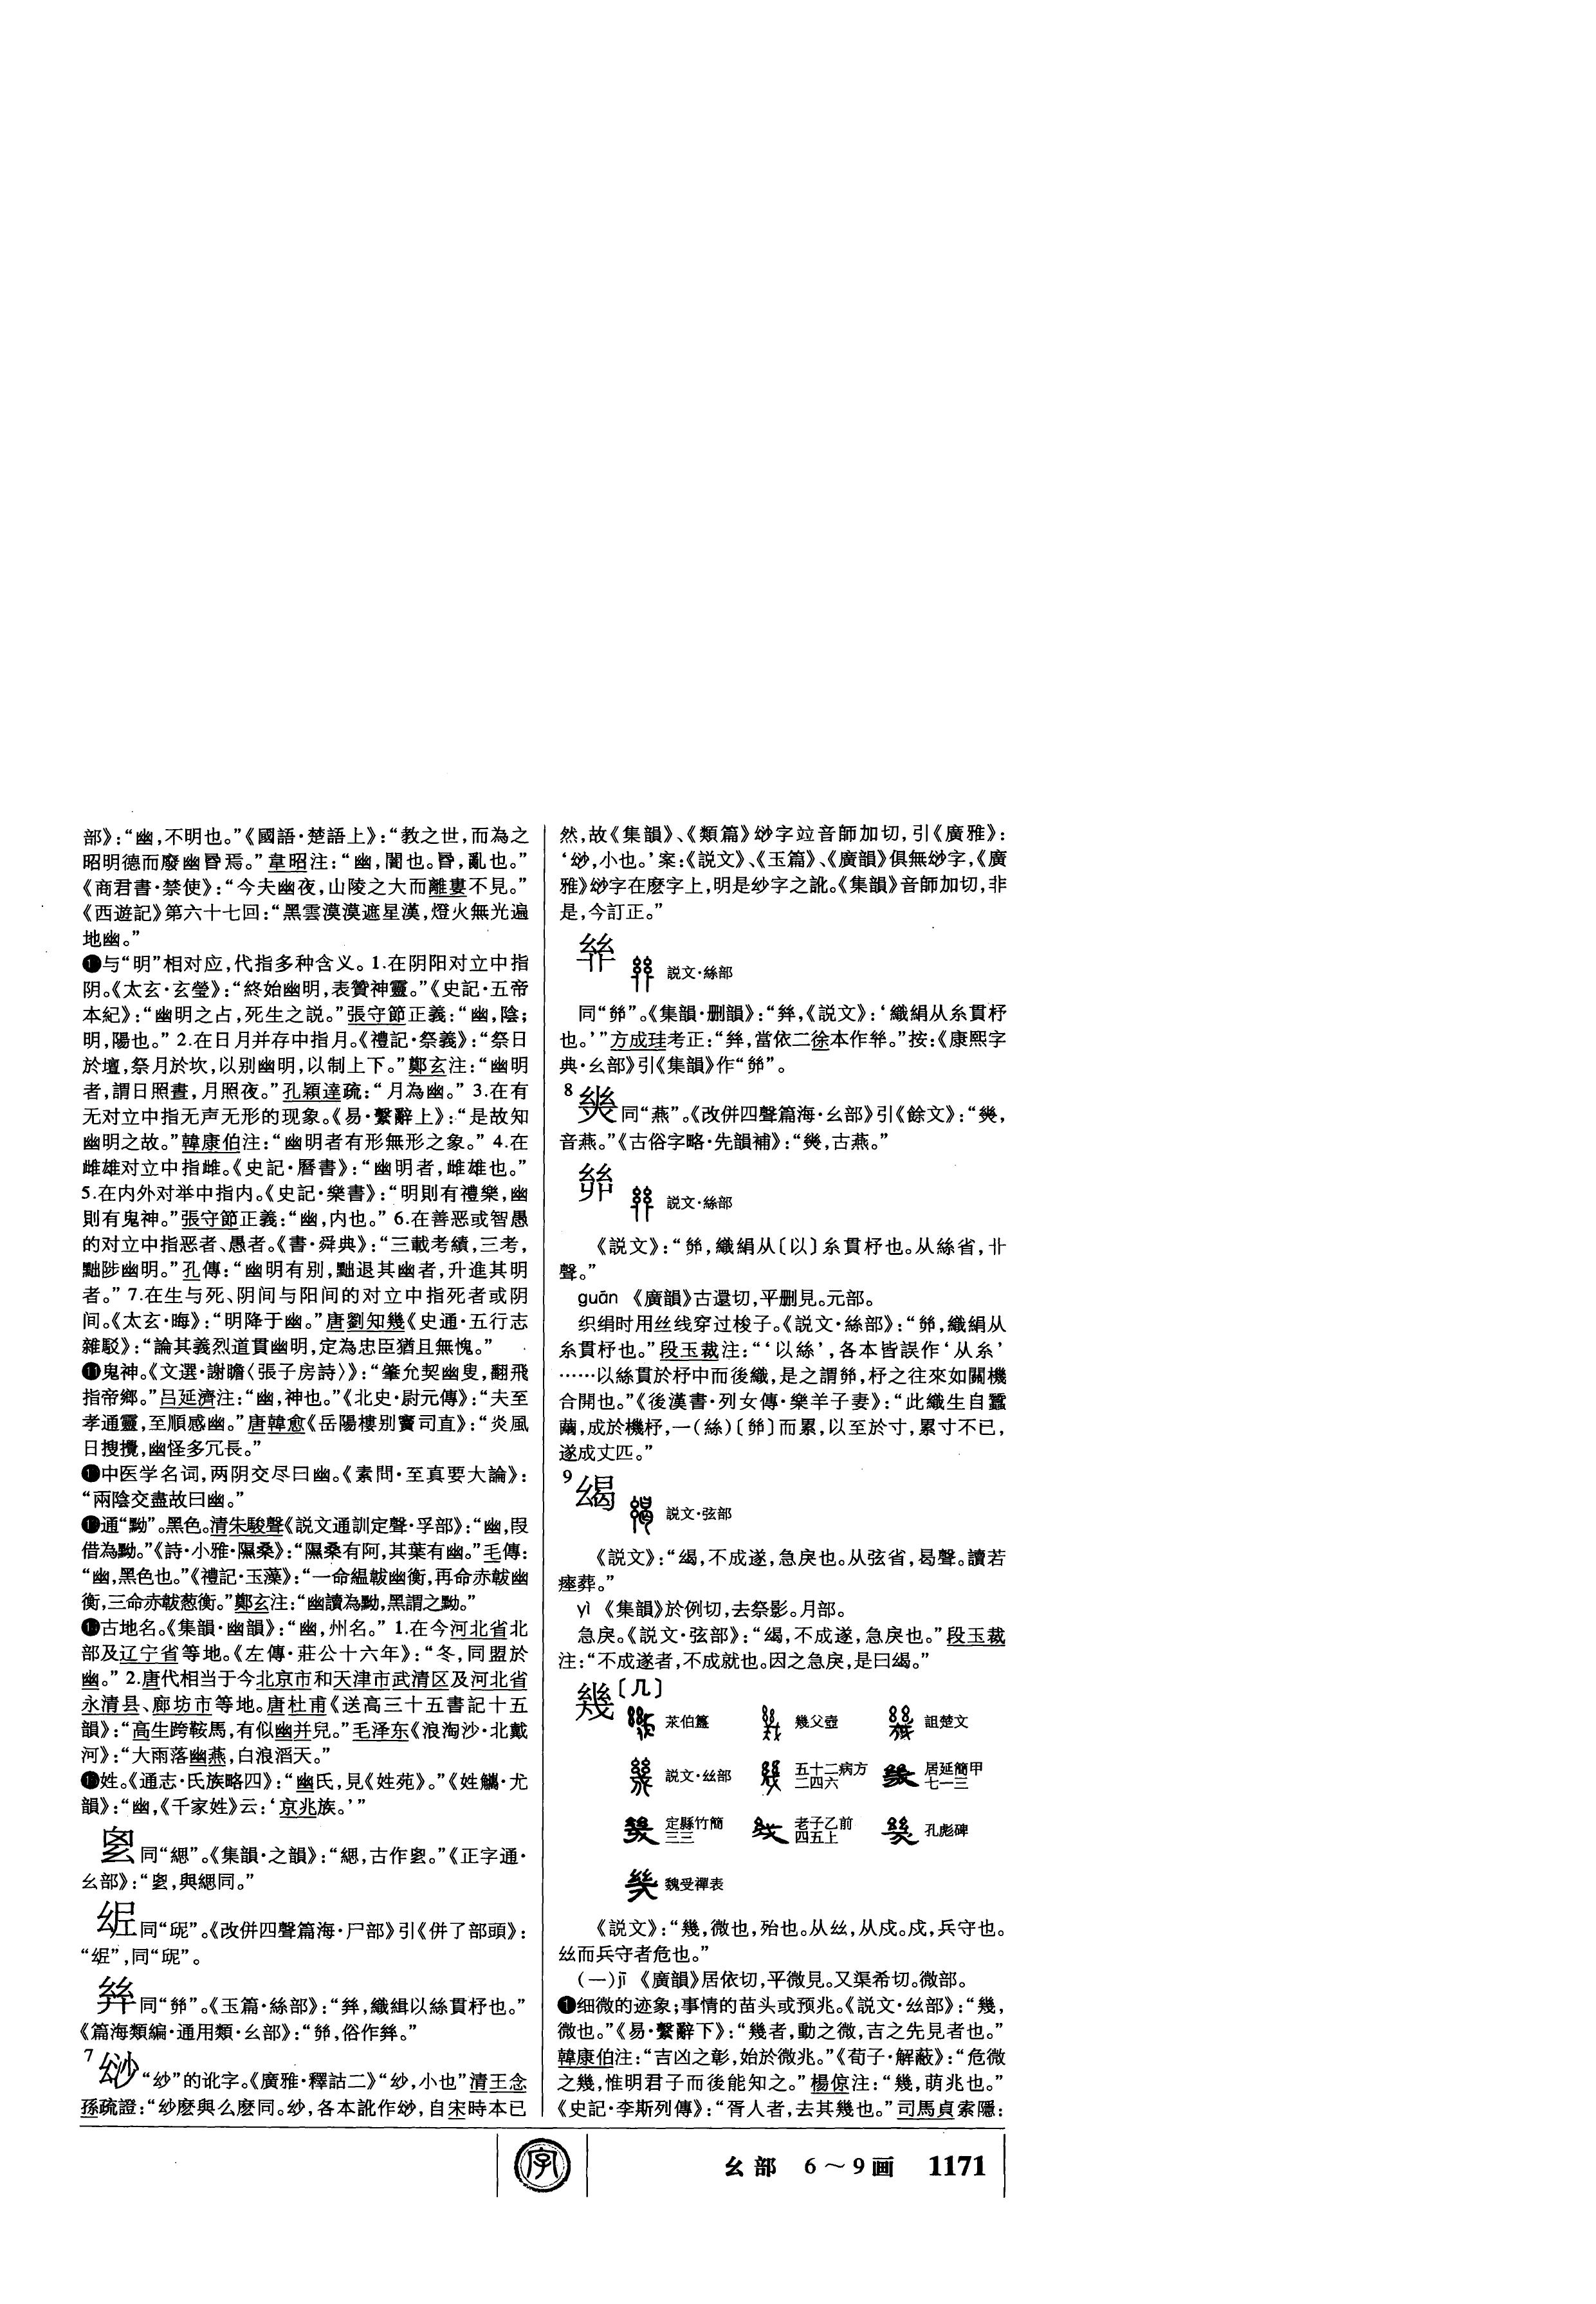 部》：“幽，不明也。”《國語·楚語上》：“教之世，而為之
昭明德而廢幽昬焉。”韋昭注：“幽，闇也。昬，亂也。”
《商君書·禁使》：“今夫幽夜，山陵之大而離婁不見。”
《西遊記》第六十七回：“黑雲漠漠遮星漢，燈火無光遍
地幽。”
與“明”相对应，代指多种含义。1.在阴阳对立中指
阴。《太玄·玄瑩》：“終始幽明，表贊神靈。”《史記·五帝
本紀》：“幽明之占，死生之説。”張守節正義：“幽，陰；
明，陽也。”2.在日月并存中指月。《禮記·祭義》：“祭日
於壇，祭月於坎，以别幽明，以制上下。”鄭玄注：“幽明
者，謂日照晝，月照夜。”孔穎達疏：“月為幽。”3.在有
无对立中指无声无形的现象。《易·繫辭上》：“是故知
幽明之故。”韓康伯注：“幽明者有形無形之象。”4.在
雌雄对立中指雌。《史記·曆書》：“幽明者，雌雄也。”
5.在内外对举中指内。《史記·樂書》：“明則有禮樂，幽
則有鬼神。”張守節正義：“幽，内也。”6.在善恶或智愚
的对立中指恶者、愚者。《書·舜典》：“三載考績，三考，
黜陟幽明。”孔傳：“幽明有别，黜退其幽者，升進其明
者。”7.在生与死、阴间与阳间的对立中指死者或阴
间。《太玄·晦》：“明降于幽。”唐劉知幾《史通·五行志
雜駁》：“論其義烈道貫幽明，定為忠臣猶且無愧。”
⓫鬼神。《文選·謝瞻〈張子房詩〉》：“肇允契幽叟，翻飛
指帝鄉。”吕延濟注：“幽，神也。”《北史·尉元傳》：“夫至
孝通靈，至順感幽。”唐韓愈《岳陽樓别竇司直》：“炎風
日搜攪，幽怪多冗長。”
中医学名词，两阴交尽曰幽。《素問·至真要大論》：
“兩陰交盡故曰幽。”
通“黝”。黑色。清朱駿聲《説文通訓定聲·孚部》：“幽，叚
借為黝。”《詩·小雅·隰桑》：“隰桑有阿，其葉有幽。”毛傳：
“幽，黑色也。”《禮記·玉藻》：“一命緼韍幽衡，再命赤韍幽
衡，三命赤韍葱衡。”鄭玄注：“幽讀為黝，黑謂之黝。”
古地名。《集韻·幽韻》：“幽，州名。”1.在今河北省北
部及辽宁省等地。《左傳·莊公十六年》：“冬，同盟於
幽。”2.唐代相当于今北京市和天津市武清区及河北省
永清县、廊坊市等地。唐杜甫《送高三十五書記十五
韻》：“高生跨鞍馬，有似幽并兒。”毛泽东《浪淘沙·北戴
河》：“大雨落幽燕，白浪滔天。”
姓。《通志·氏族略四》：“幽氏，見《姓苑》。”《姓觿·尤
韻》：“幽，《千家姓》云：‘京兆族。’”
同“緦”。《集韻·之韻》：“緦，古作。”《正字通·
幺部》：“，與緦同。”
同“㞾”。《改併四聲篇海·尸部》引《併了部頭》：
同“𢆶”。《玉篇·絲部》：“，織緝以絲貫杼也。”
《篇海類編·通用類·幺部》：“，俗作。”
7 “紗”的讹字。《廣雅·釋詁二》“紗，小也”清王念
孫疏證：“紗麽與么麽同。紗，各本訛作，自宋時本已
然，故《集韻》、《類篇》字竝音師加切，引《廣雅》：
‘，小也。’案：《説文》、《玉篇》、《廣韻》俱無字，《廣
雅》字在麽字上，明是紗字之訛。《集韻》音師加切，非
是，今訂正。”
説文·絲部
同“”。《集韻·删韻》：“，《説文》：‘織絹从糸貫杼
也。’”方成珪考正：“，當依二徐本作。”按：《康熙字
典·幺部》引《集韻》作“”。
8 同“燕”。《改併四聲篇海·幺部》引《餘文》：“，
音燕。”《古俗字略·先韻補》：“，古燕。”
説文·絲部
《説文》：“，織絹从〔以〕糸貫杼也。从絲省，卝
聲。”
guān 《廣韻》古還切，平删見。元部。
织绢时用丝线穿过梭子。《説文·絲部》：“，織絹从
糸貫杼也。”段玉裁注：“‘以絲’，各本皆誤作‘从糸’
……以絲貫於杼中而後織，是之謂，杼之往來如關機
合開也。”《後漢書·列女傳·樂羊子妻》：“此織生自蠶
繭，成於機杼，一（絲）〔〕而累，以至於寸，累寸不已，
遂成丈匹。”
9 説文·弦部
《説文》：“，不成遂，急戾也。从弦省，曷聲。讀若
瘞葬。”
yì 《集韻》於例切，去祭影。月部。
急戾。《説文·弦部》：“，不成遂，急戾也。”段玉裁
注：“不成遂者，不成就也。因之急戾，是曰。”
幾〔几〕
茉伯簋 幾父壺 詛楚文
説文·𢆶部 五十二病方二四六 居延簡甲七一三
定縣竹簡三三 老子乙前四五上 孔彪碑
魏受禪表
《説文》：“幾，微也，殆也。从𢆶，从戍。戍，兵守也。
𢆶而兵守者危也。”
（一）jī 《廣韻》居依切，平微見。又渠希切。微部。
❶细微的迹象；事情的苗头或预兆。《説文·𢆶部》：“幾，
微也。”《易·繫辭下》：“幾者，動之微，吉之先見者也。”
韓康伯注：“吉凶之彰，始於微兆。”《荀子·解蔽》：“危微
之幾，惟明君子而後能知之。”楊倞注：“幾，萌兆也。”
《史記·李斯列傳》：“胥人者，去其幾也。”司馬貞索隱：
字
幺部 6～9画 1171